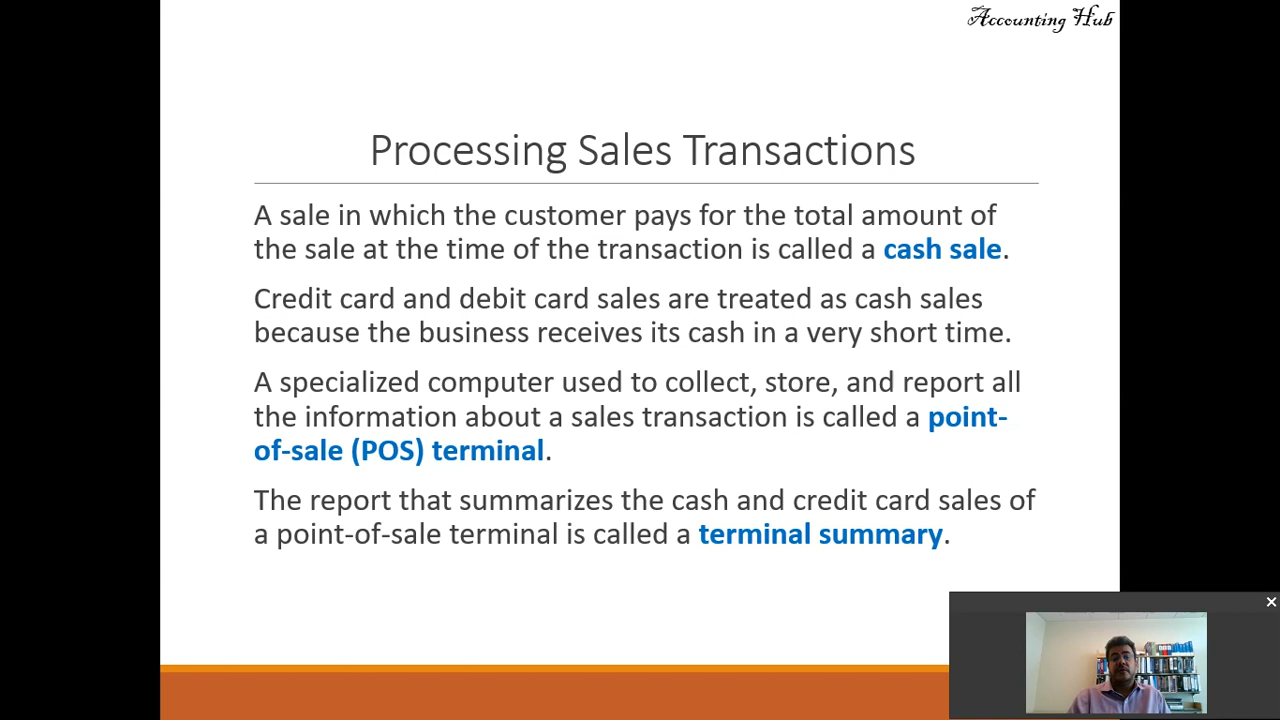 Accounting Hub
Processing Sales Transactions
A sale in which the customer pays for the total amount of
the sale at the time of the transaction is called a cash sale.
Credit card and debit card sales are treated as cash sales
because the business receives its cash in a very short time.
A specialized computer used to collect, store, and report all
the information about a sales transaction is called a point-
of-sale (POS) terminal.
The report that summarizes the cash and credit card sales of
a point-of-sale terminal is called a terminal summary.